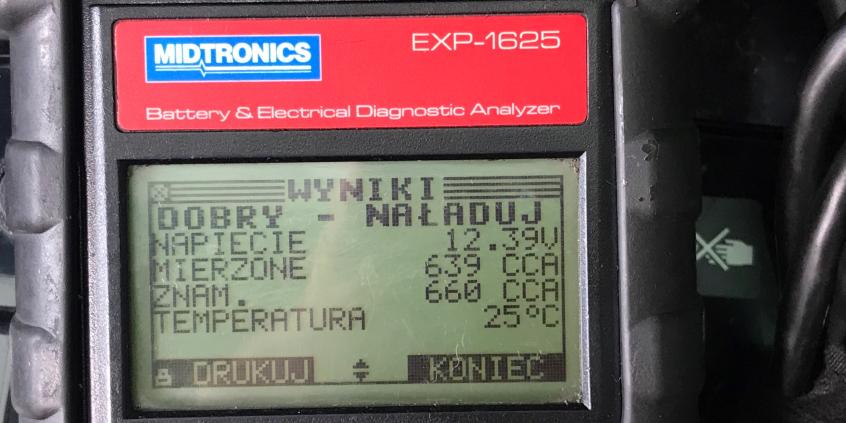 MIDTRONICS EXP-1625
Battery & Electrical Diagnostic Analyzer
WYNIKI
DOBRY - NAŁADUJ
NAPIECIE 12.39V
MIERZONE 639 CCA
ZNAM. 660 CCA
TEMPERATURA 25°C
DRUKUJ KONIEC